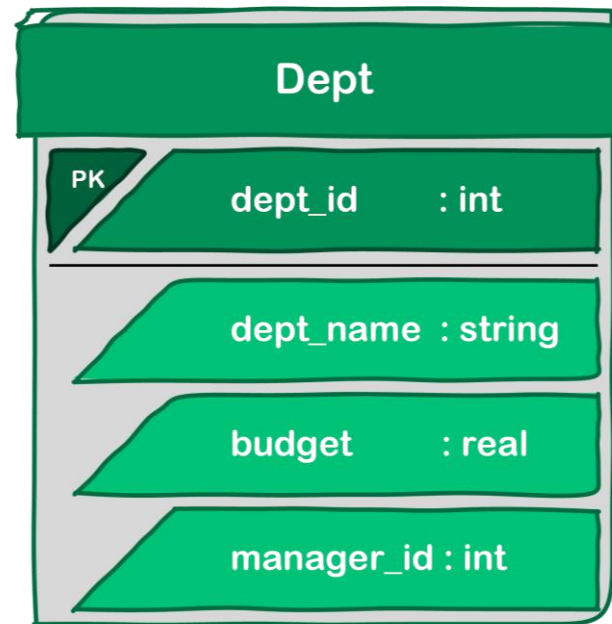 Dept
PK
dept_id : int
dept_name : string
budget : real
manager_id : int